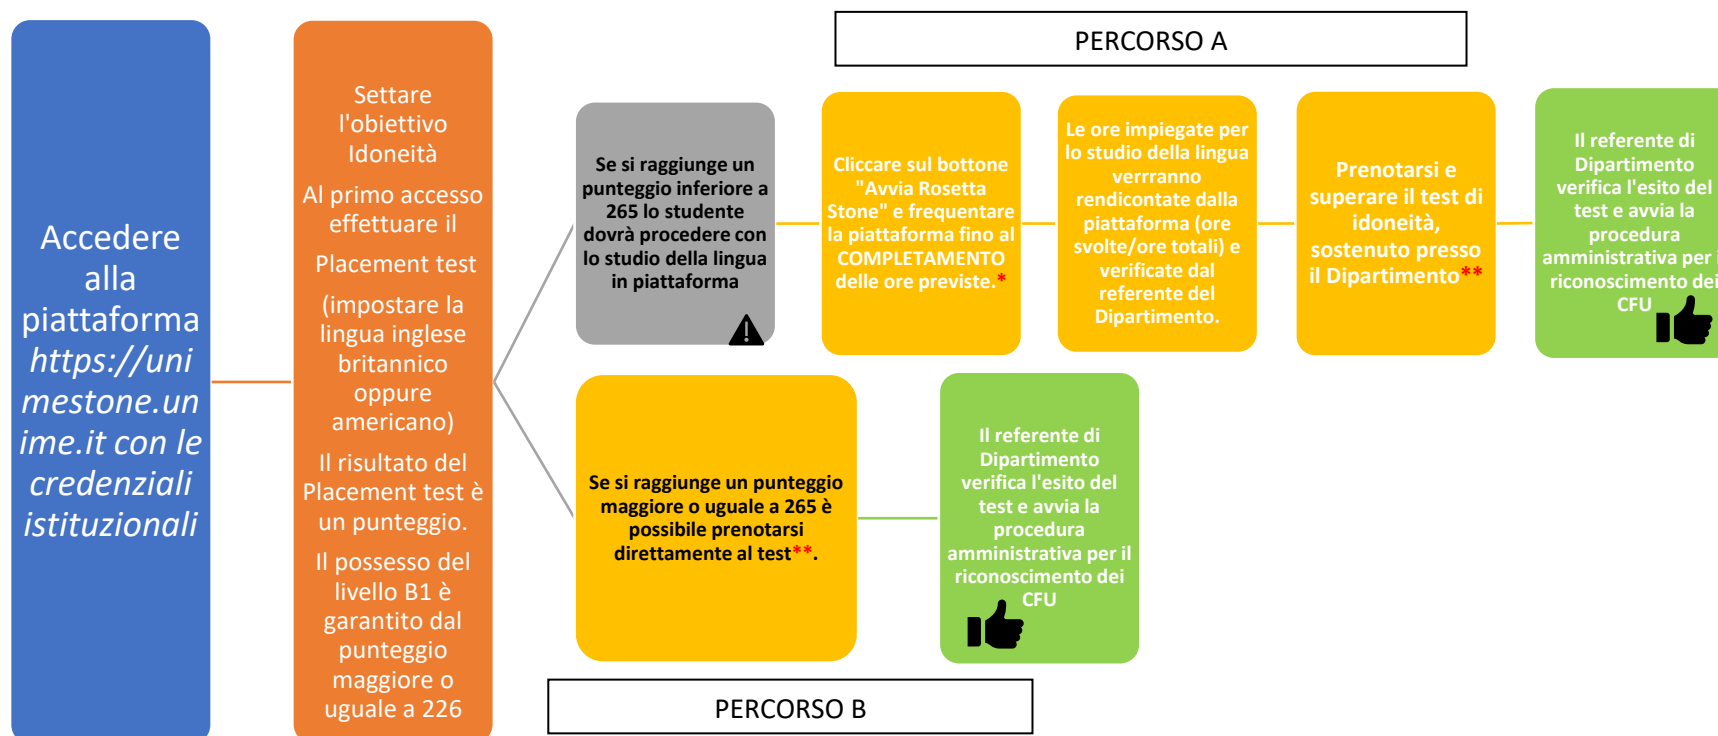 PERCORSO A
Accedere
alla
piattaforma
https://uni
mestone.un
ime.it con le
credenziali
istituzionali
Settare
l'obiettivo
Idoneità
Al primo accesso
effettuare il
Placement test
(impostare la
lingua inglese
britannico
oppure
americano)
Il risultato del
Placement test è
un punteggio.
Il possesso del
livello B1 è
garantito dal
punteggio
maggiore o
uguale a 226
Se si raggiunge un
punteggio inferiore a
265 lo studente
dovrà procedere con
lo studio della lingua
in piattaforma
Cliccare sul bottone
"Avvia Rosetta
Stone" e frequentare
la piattaforma fino al
COMPLETAMENTO
delle ore previste.*
Le ore impiegate per
lo studio della lingua
verrranno
rendicontate dalla
piattaforma (ore
svolte/ore totali) e
verificate dal
referente del
Dipartimento.
Prenotarsi e
superare il test di
idoneità,
sostenuto presso
il Dipartimento**
Il referente di
Dipartimento
verifica l'esito del
test e avvia la
procedura
amministrativa per i
riconoscimento dei
CFU
Se si raggiunge un punteggio
maggiore o uguale a 265 è
possibile prenotarsi
direttamente al test**.
Il referente di
Dipartimento
verifica l'esito del
test e avvia la
procedura
amministrativa per il
riconoscimento dei
CFU
PERCORSO B